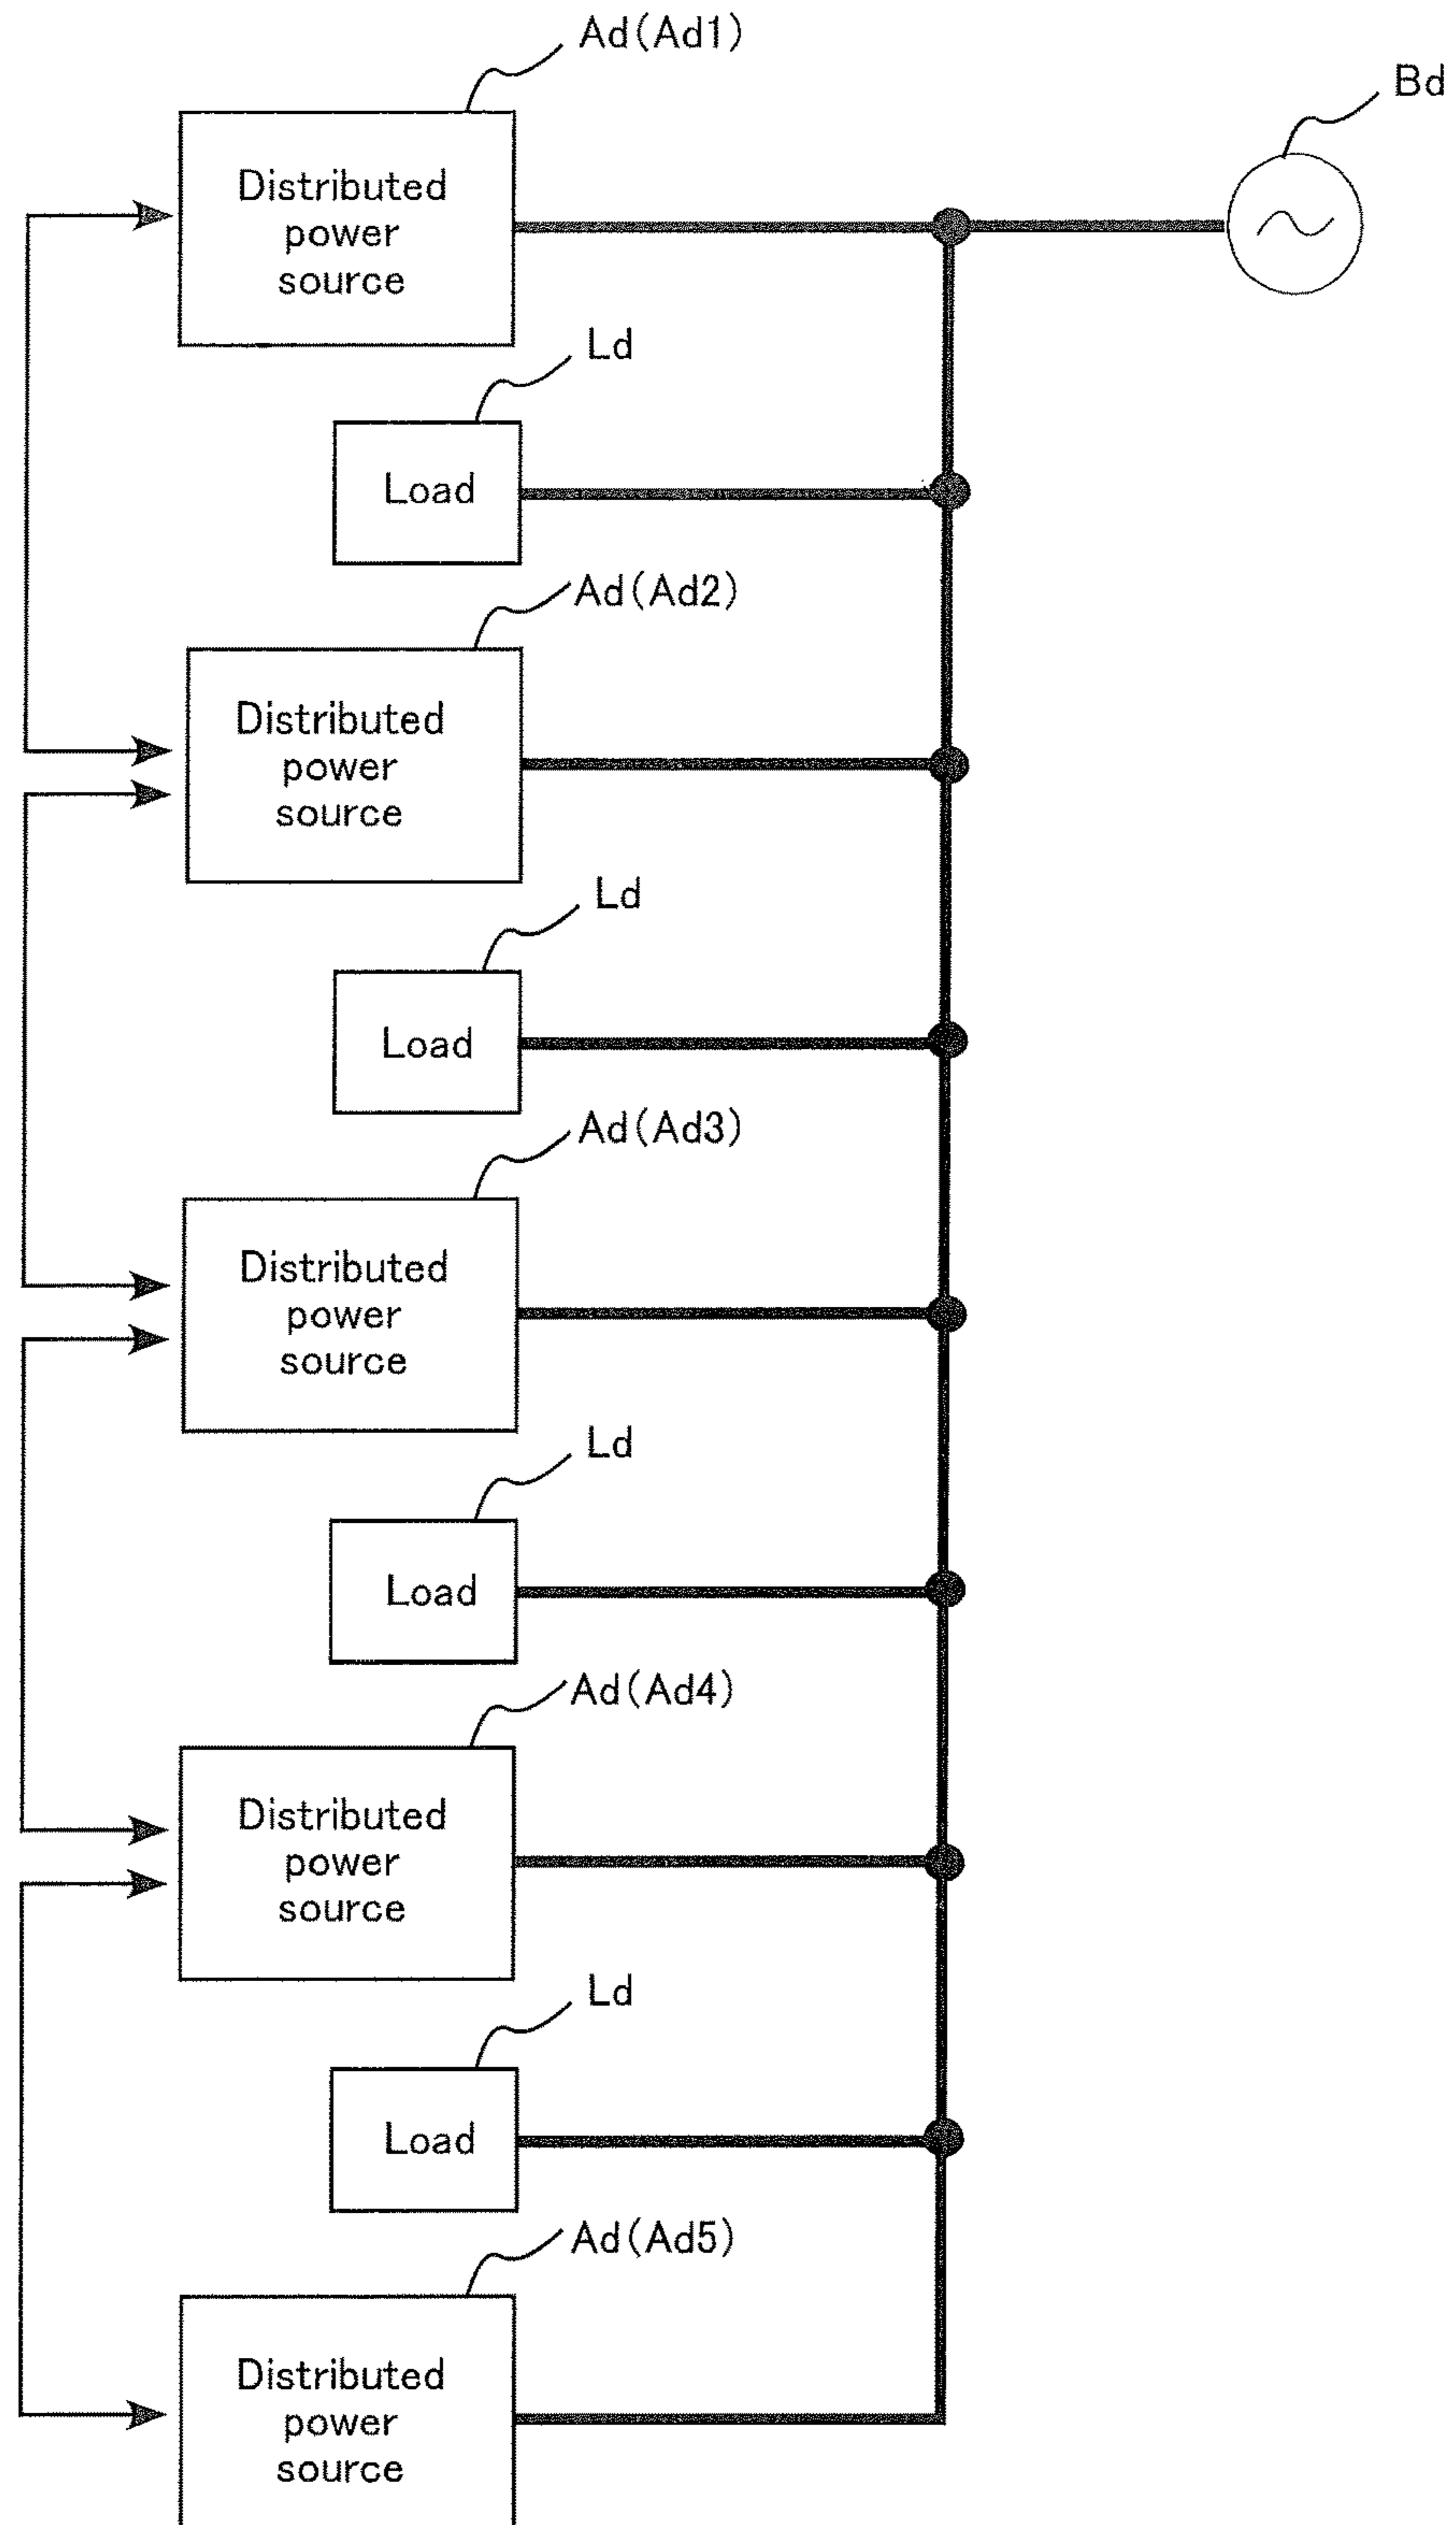 Ad(Ad1)
Bd
Distributed
power
source
Ld
Load
Ad(Ad2)
Distributed
power
source
Ld
Load
Ad(Ad3)
Distributed
power
source
Ld
Load
Ad(Ad4)
Distributed
power
source
Ld
Load
Ad(Ad5)
Distributed
power
source